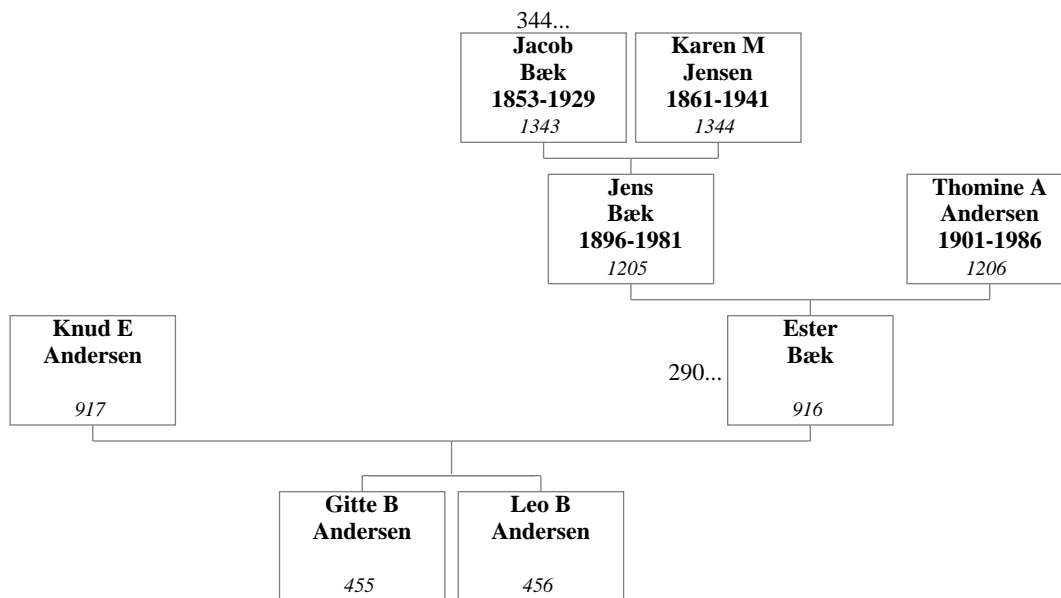 344...
Jacob
Bæk
1853-1929
1343
Karen M
Jensen
1861-1941
1344
Jens
Bæk
1896-1981
1205
Thomine A
Andersen
1901-1986
1206
Knud E
Andersen
917
290...
Ester
Bæk
916
Gitte B
Andersen
455
Leo B
Andersen
456